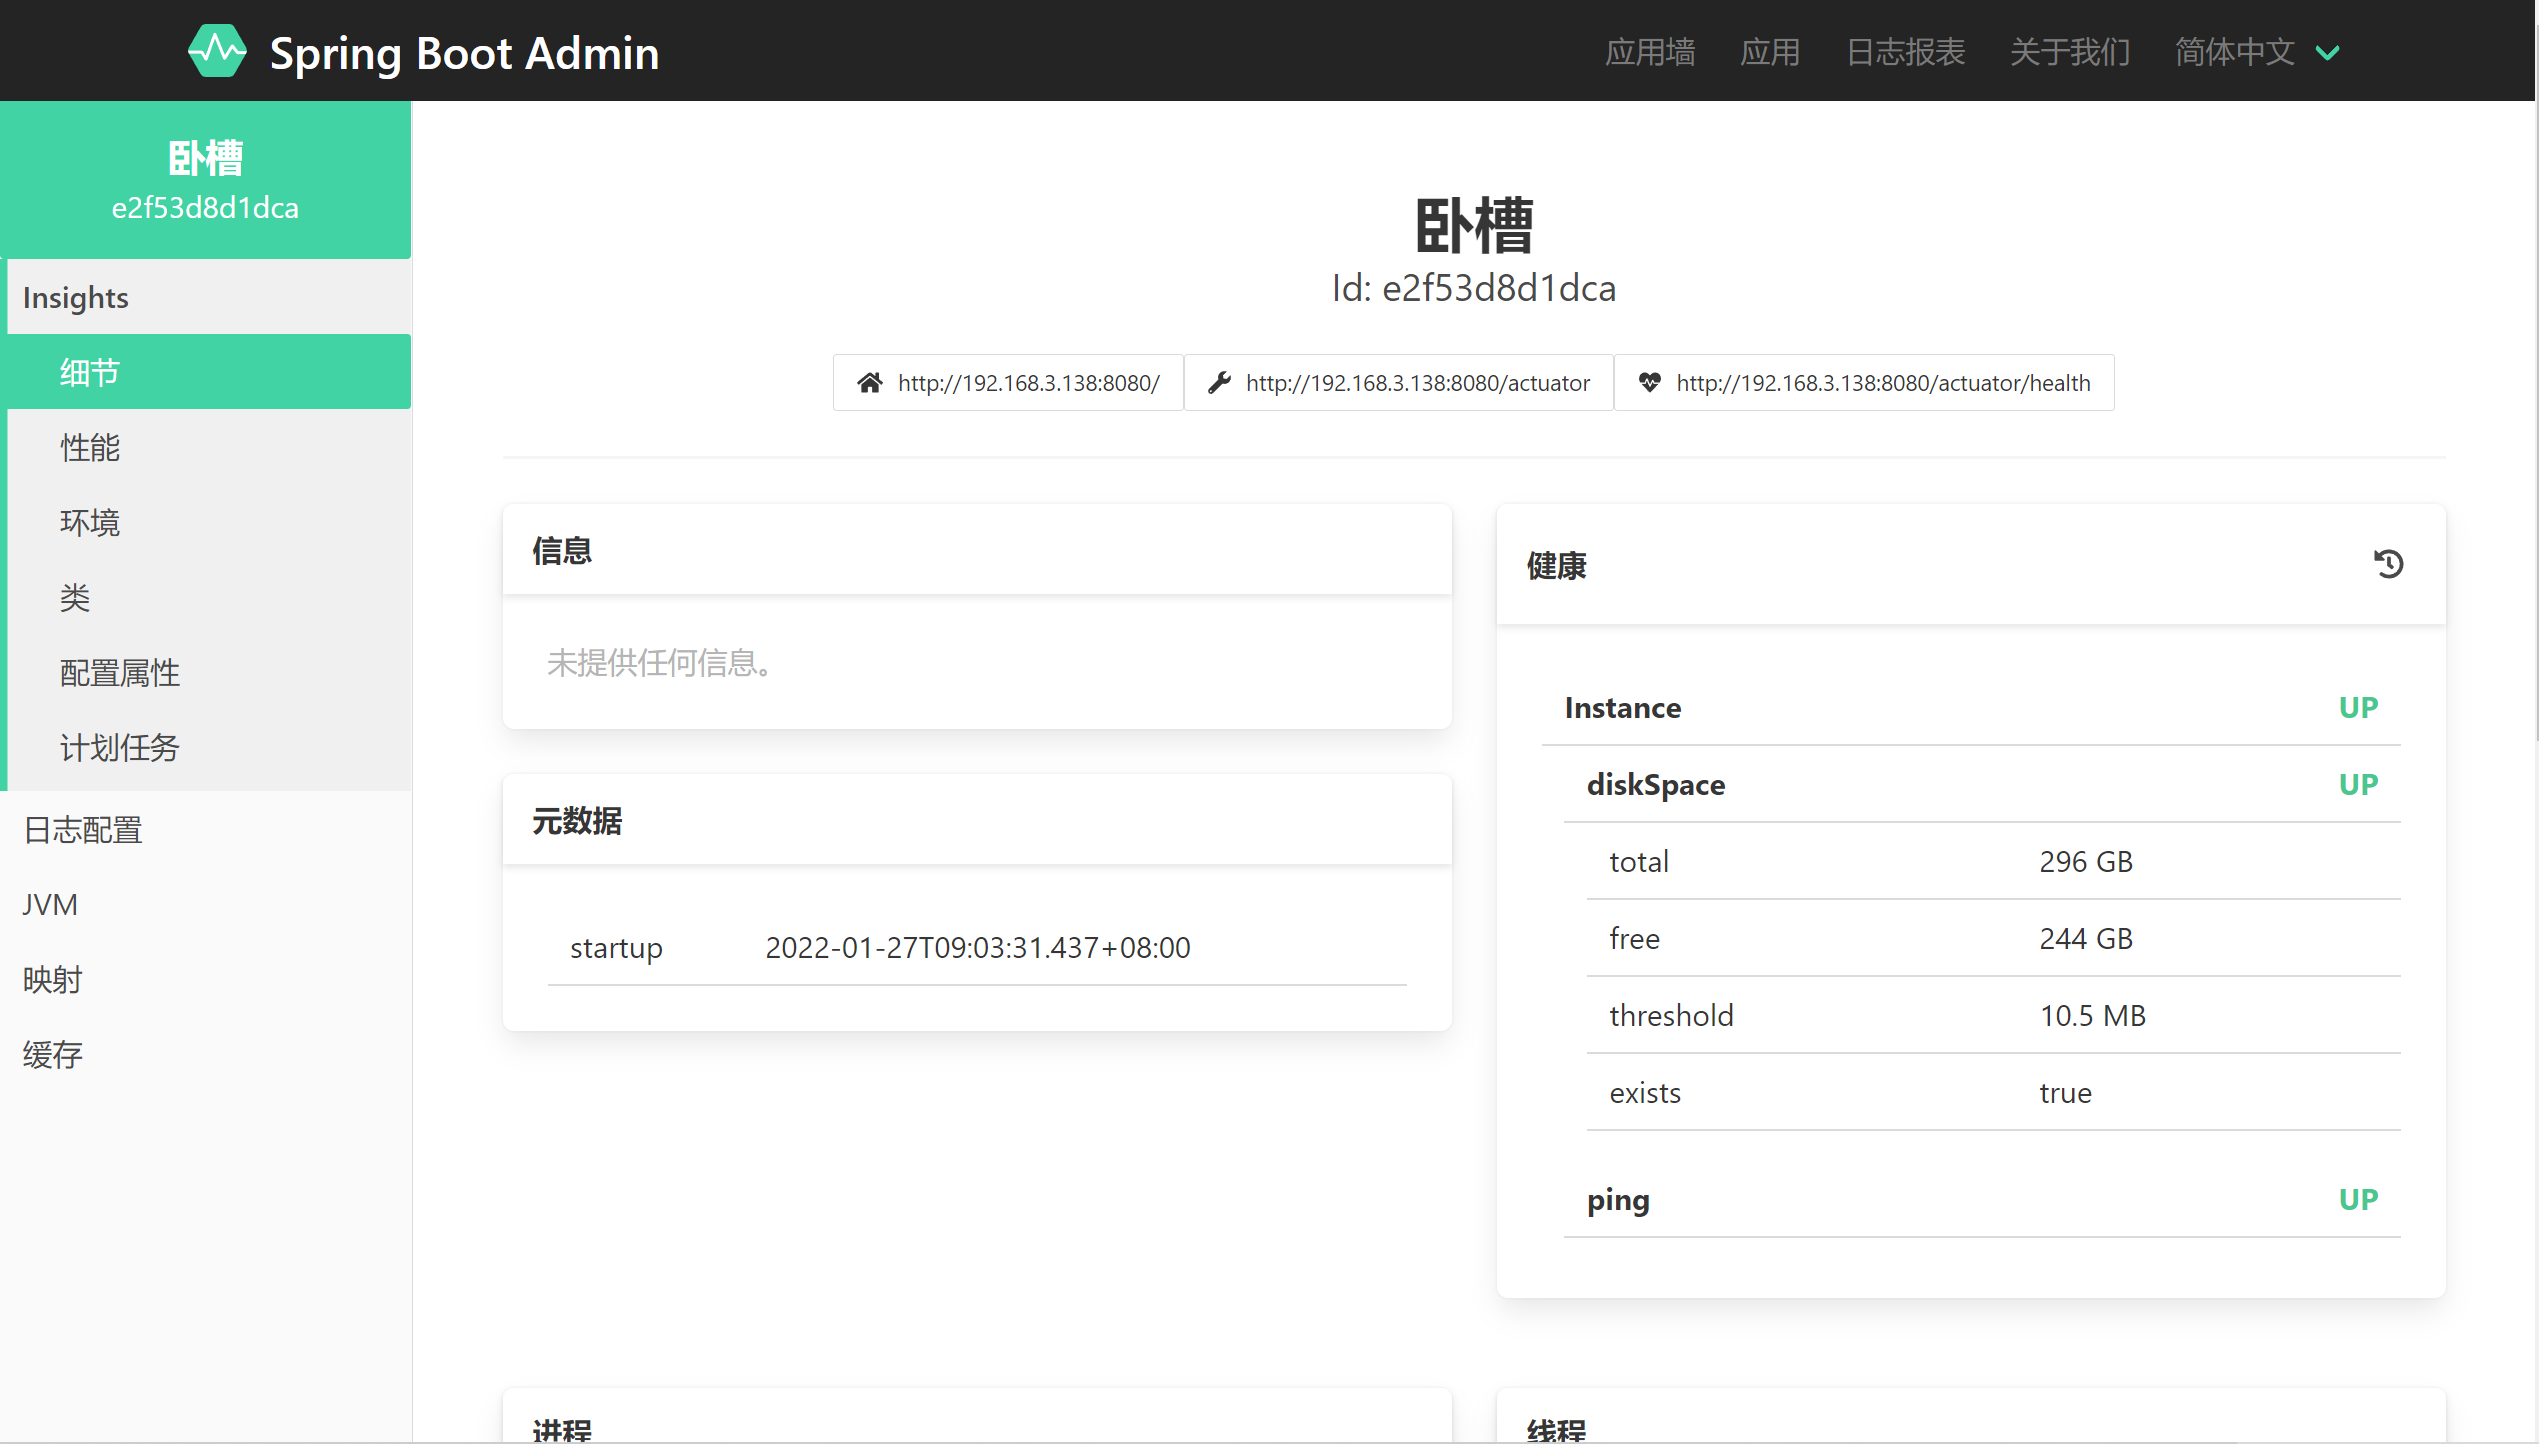 Spring Boot Admin
应用墙 应用 日志报表 关于我们 简体中文
卧槽
e2f53d8d1dca
Insights
细节
性能
环境
类
配置属性
计划任务
日志配置
JVM
映射
缓存
卧槽
Id: e2f53d8d1dca
http://192.168.3.138:8080/ http://192.168.3.138:8080/actuator http://192.168.3.138:8080/actuator/health
信息
未提供任何信息。
元数据
startup 2022-01-27T09:03:31.437+08:00
健康
Instance UP
diskSpace UP
total 296 GB
free 244 GB
threshold 10.5 MB
exists true
ping UP
进程
线程